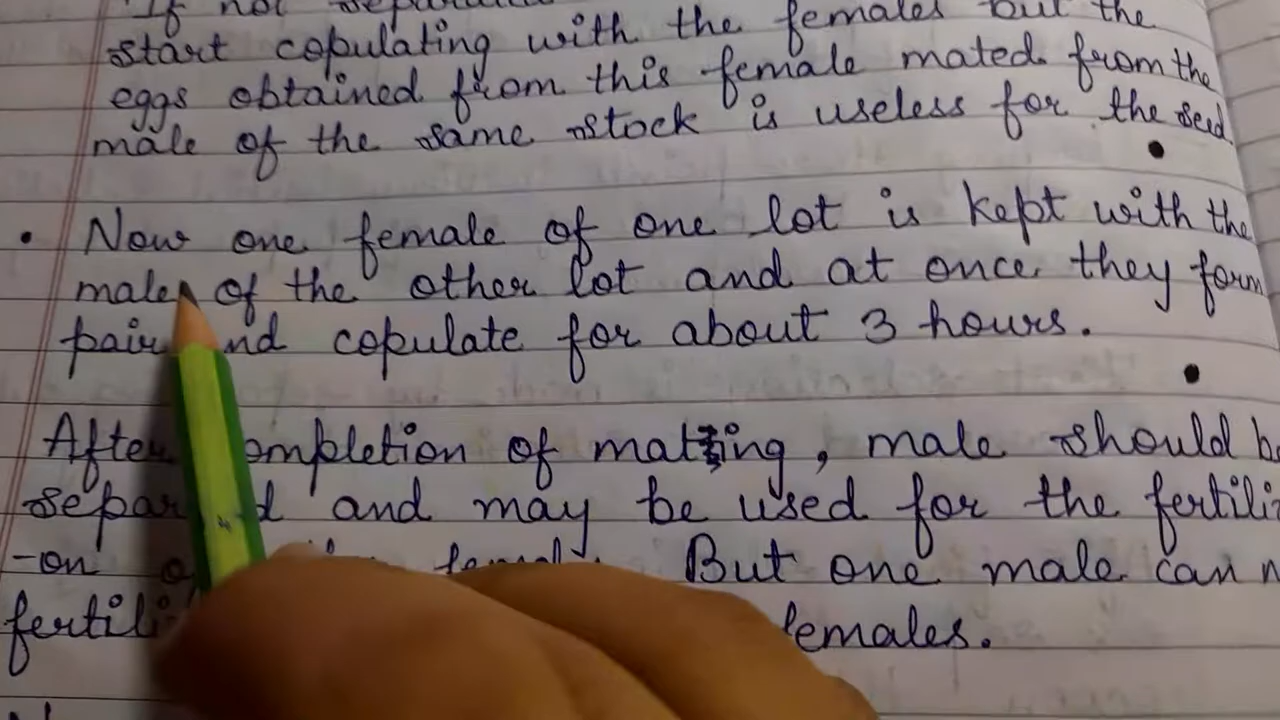 If not
start copulating with the females but the
eggs obtained from this female mated from the
male of the same stock is useless for the seed.
• Now one female of one lot is kept with the
male of the other lot and at once they form
pair and copulate for about 3 hours.
After completion of mating, male should be
and may be used for the
-on female. But one male can
females.